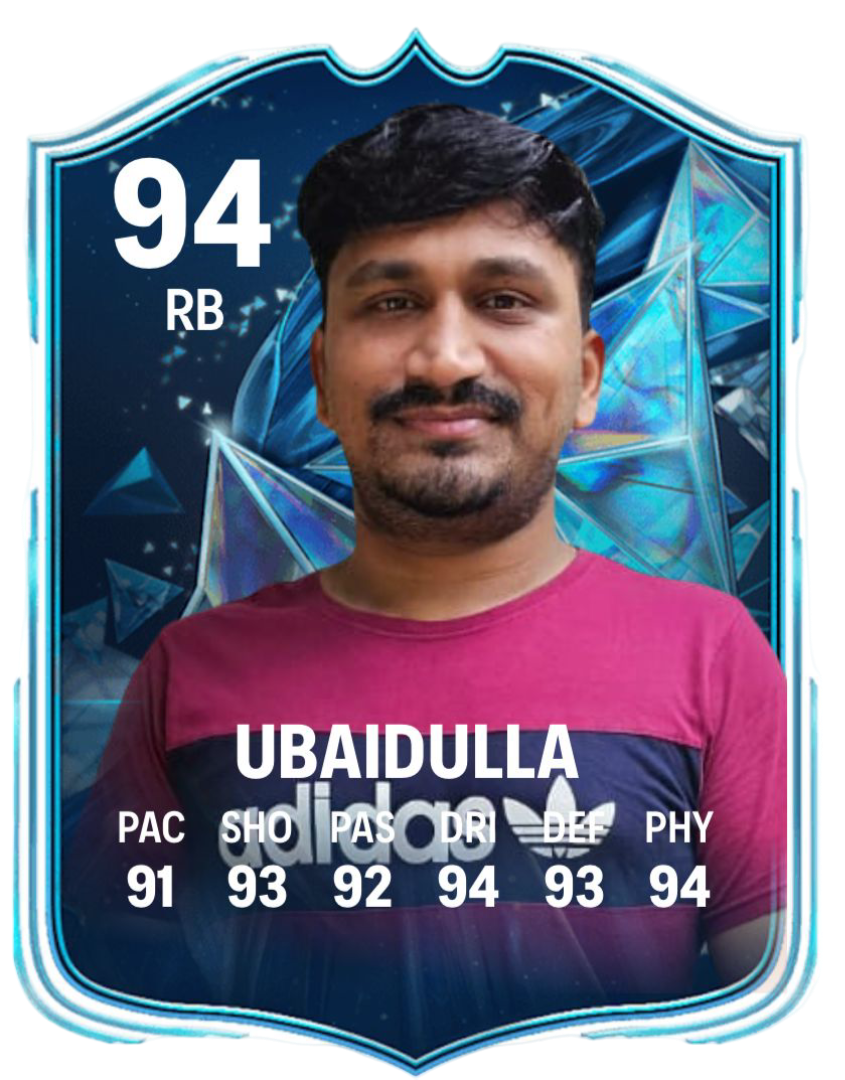 94
RB
UBAIDULLA
adidas
PAC SHO PAS DRI DEF PHY
91 93 92 94 93 94